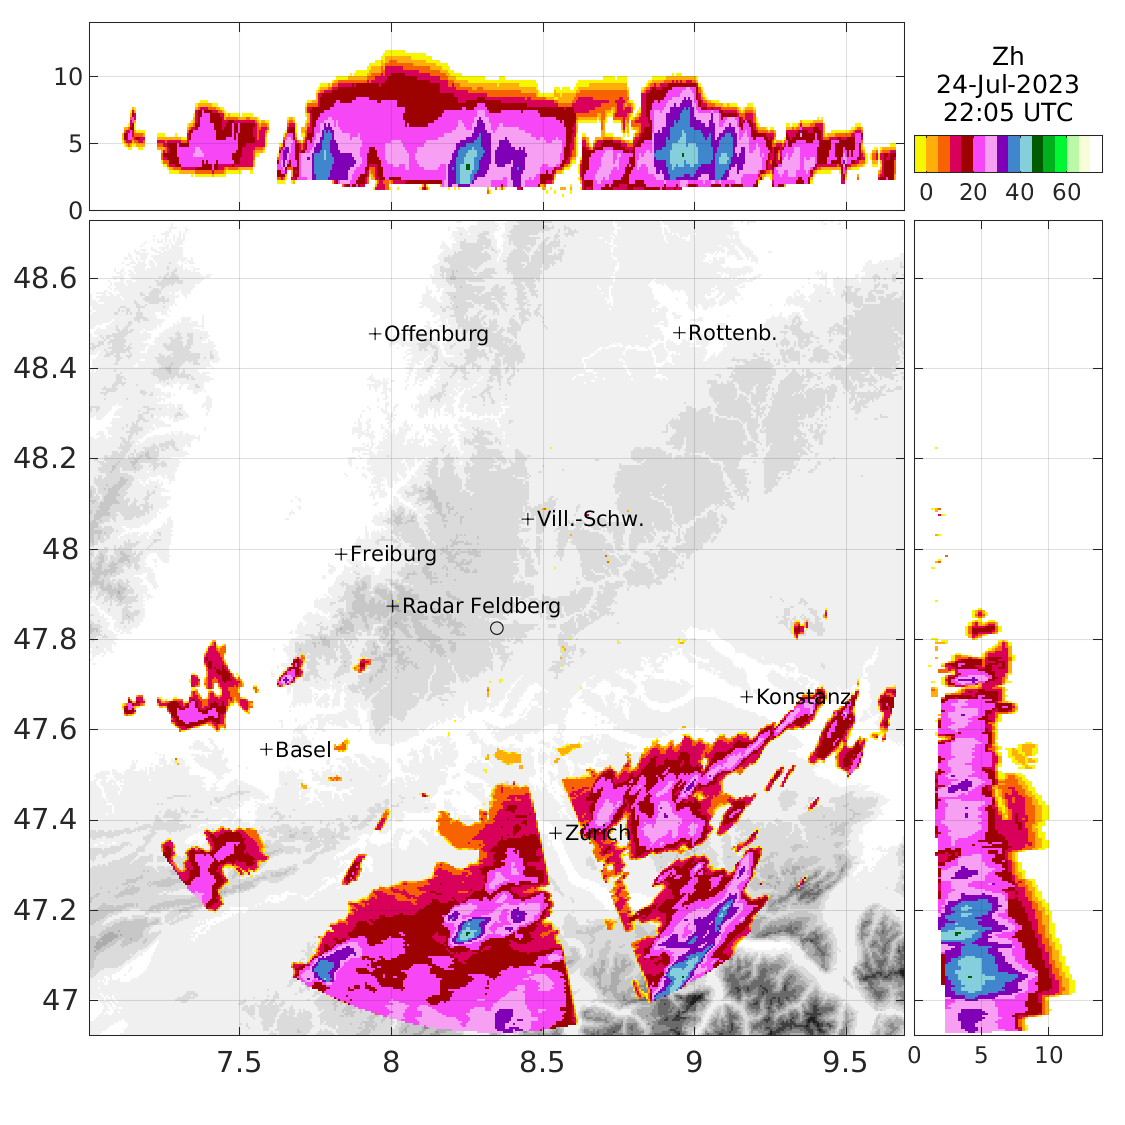 10
5
0
Zh
24-Jul-2023
22:05 UTC
0 20 40 60
48.6
48.4
48.2
48
47.8
47.6
47.4
47.2
47
+Offenburg
+Rottenb.
+Vill.-Schw.
+Freiburg
+Radar Feldberg
+Konstanz
+Basel
+Zürich
7.5 8 8.5 9 9.5
0 5 10